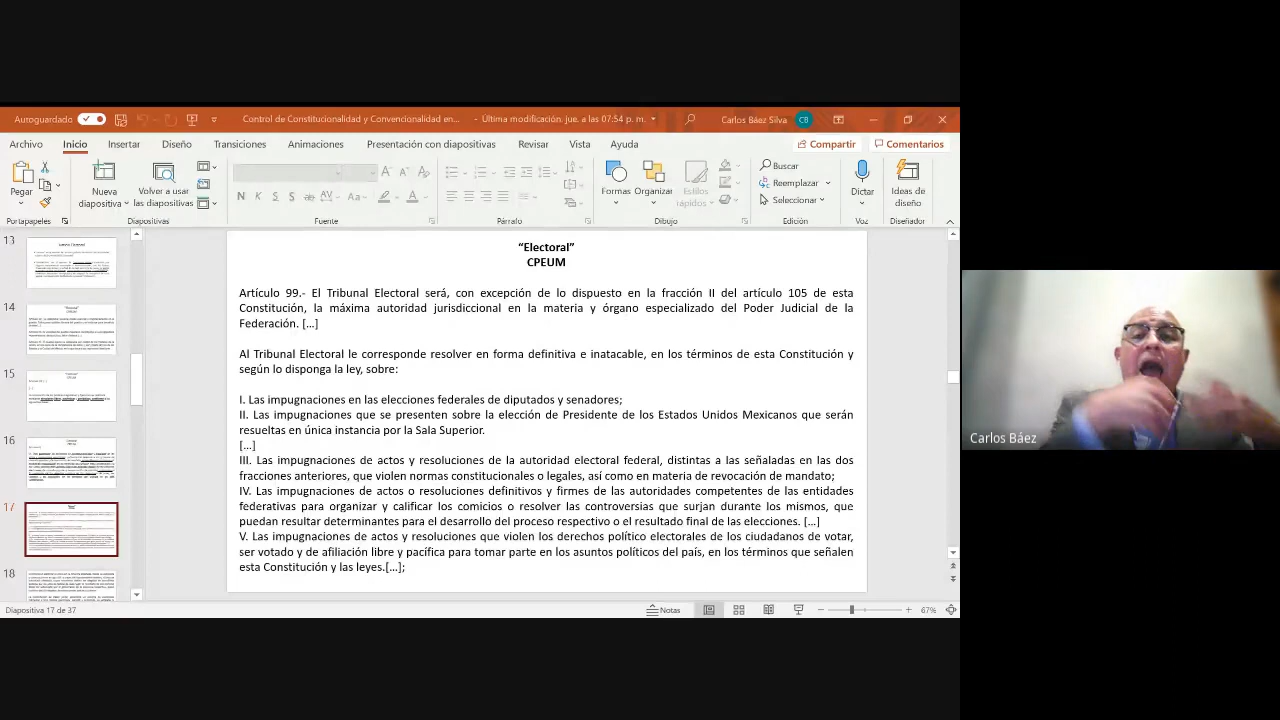 Autoguardado
Control de Constitucionalidad y Convencionalidad en...
- Última modificación: jue. a las 07:54 p. m.
Carlos Báez Silva
CB
Archivo Inicio Insertar Diseño Transiciones Animaciones Presentación con diapositivas Revisar Vista Ayuda
Compartir
Comentarios
Pegar
Nueva diapositiva
Volver a usar las diapositivas
N K S S ab AV Aa A
Formas
Organizar
Estilos rápidos
Buscar
Reemplazar
Seleccionar
Dictar
Ideas de diseño
Portapapeles
Diapositivas
Fuente
Párrafo
Dibujo
Edición
Voz
Diseñador
13
14
15
16
17
18
“Electoral”
CPEUM
Artículo 99.- El Tribunal Electoral será, con excepción de lo dispuesto en la fracción II del artículo 105 de esta
Constitución, la máxima autoridad jurisdiccional en la materia y órgano especializado del Poder Judicial de la
Federación. [...]
Al Tribunal Electoral le corresponde resolver en forma definitiva e inatacable, en los términos de esta Constitución y
según lo disponga la ley, sobre:
I. Las impugnaciones en las elecciones federales de diputados y senadores;
II. Las impugnaciones que se presenten sobre la elección de Presidente de los Estados Unidos Mexicanos que serán
resueltas en única instancia por la Sala Superior.
[...]
III. Las impugnaciones de actos y resoluciones de la autoridad electoral federal, distintas a las señaladas en las dos
fracciones anteriores, que violen normas constitucionales o legales, así como en materia de revocación de mandato;
IV. Las impugnaciones de actos o resoluciones definitivos y firmes de las autoridades competentes de las entidades
federativas para organizar y calificar los comicios o resolver las controversias que surjan durante los mismos, que
puedan resultar determinantes para el desarrollo del proceso respectivo o el resultado final de las elecciones. [...]
V. Las impugnaciones de actos y resoluciones que violen los derechos político electorales de los ciudadanos de votar,
ser votado y de afiliación libre y pacífica para tomar parte en los asuntos políticos del país, en los términos que señalen
esta Constitución y las leyes.[...];
Diapositiva 17 de 37
Notas
67%
Carlos Báez